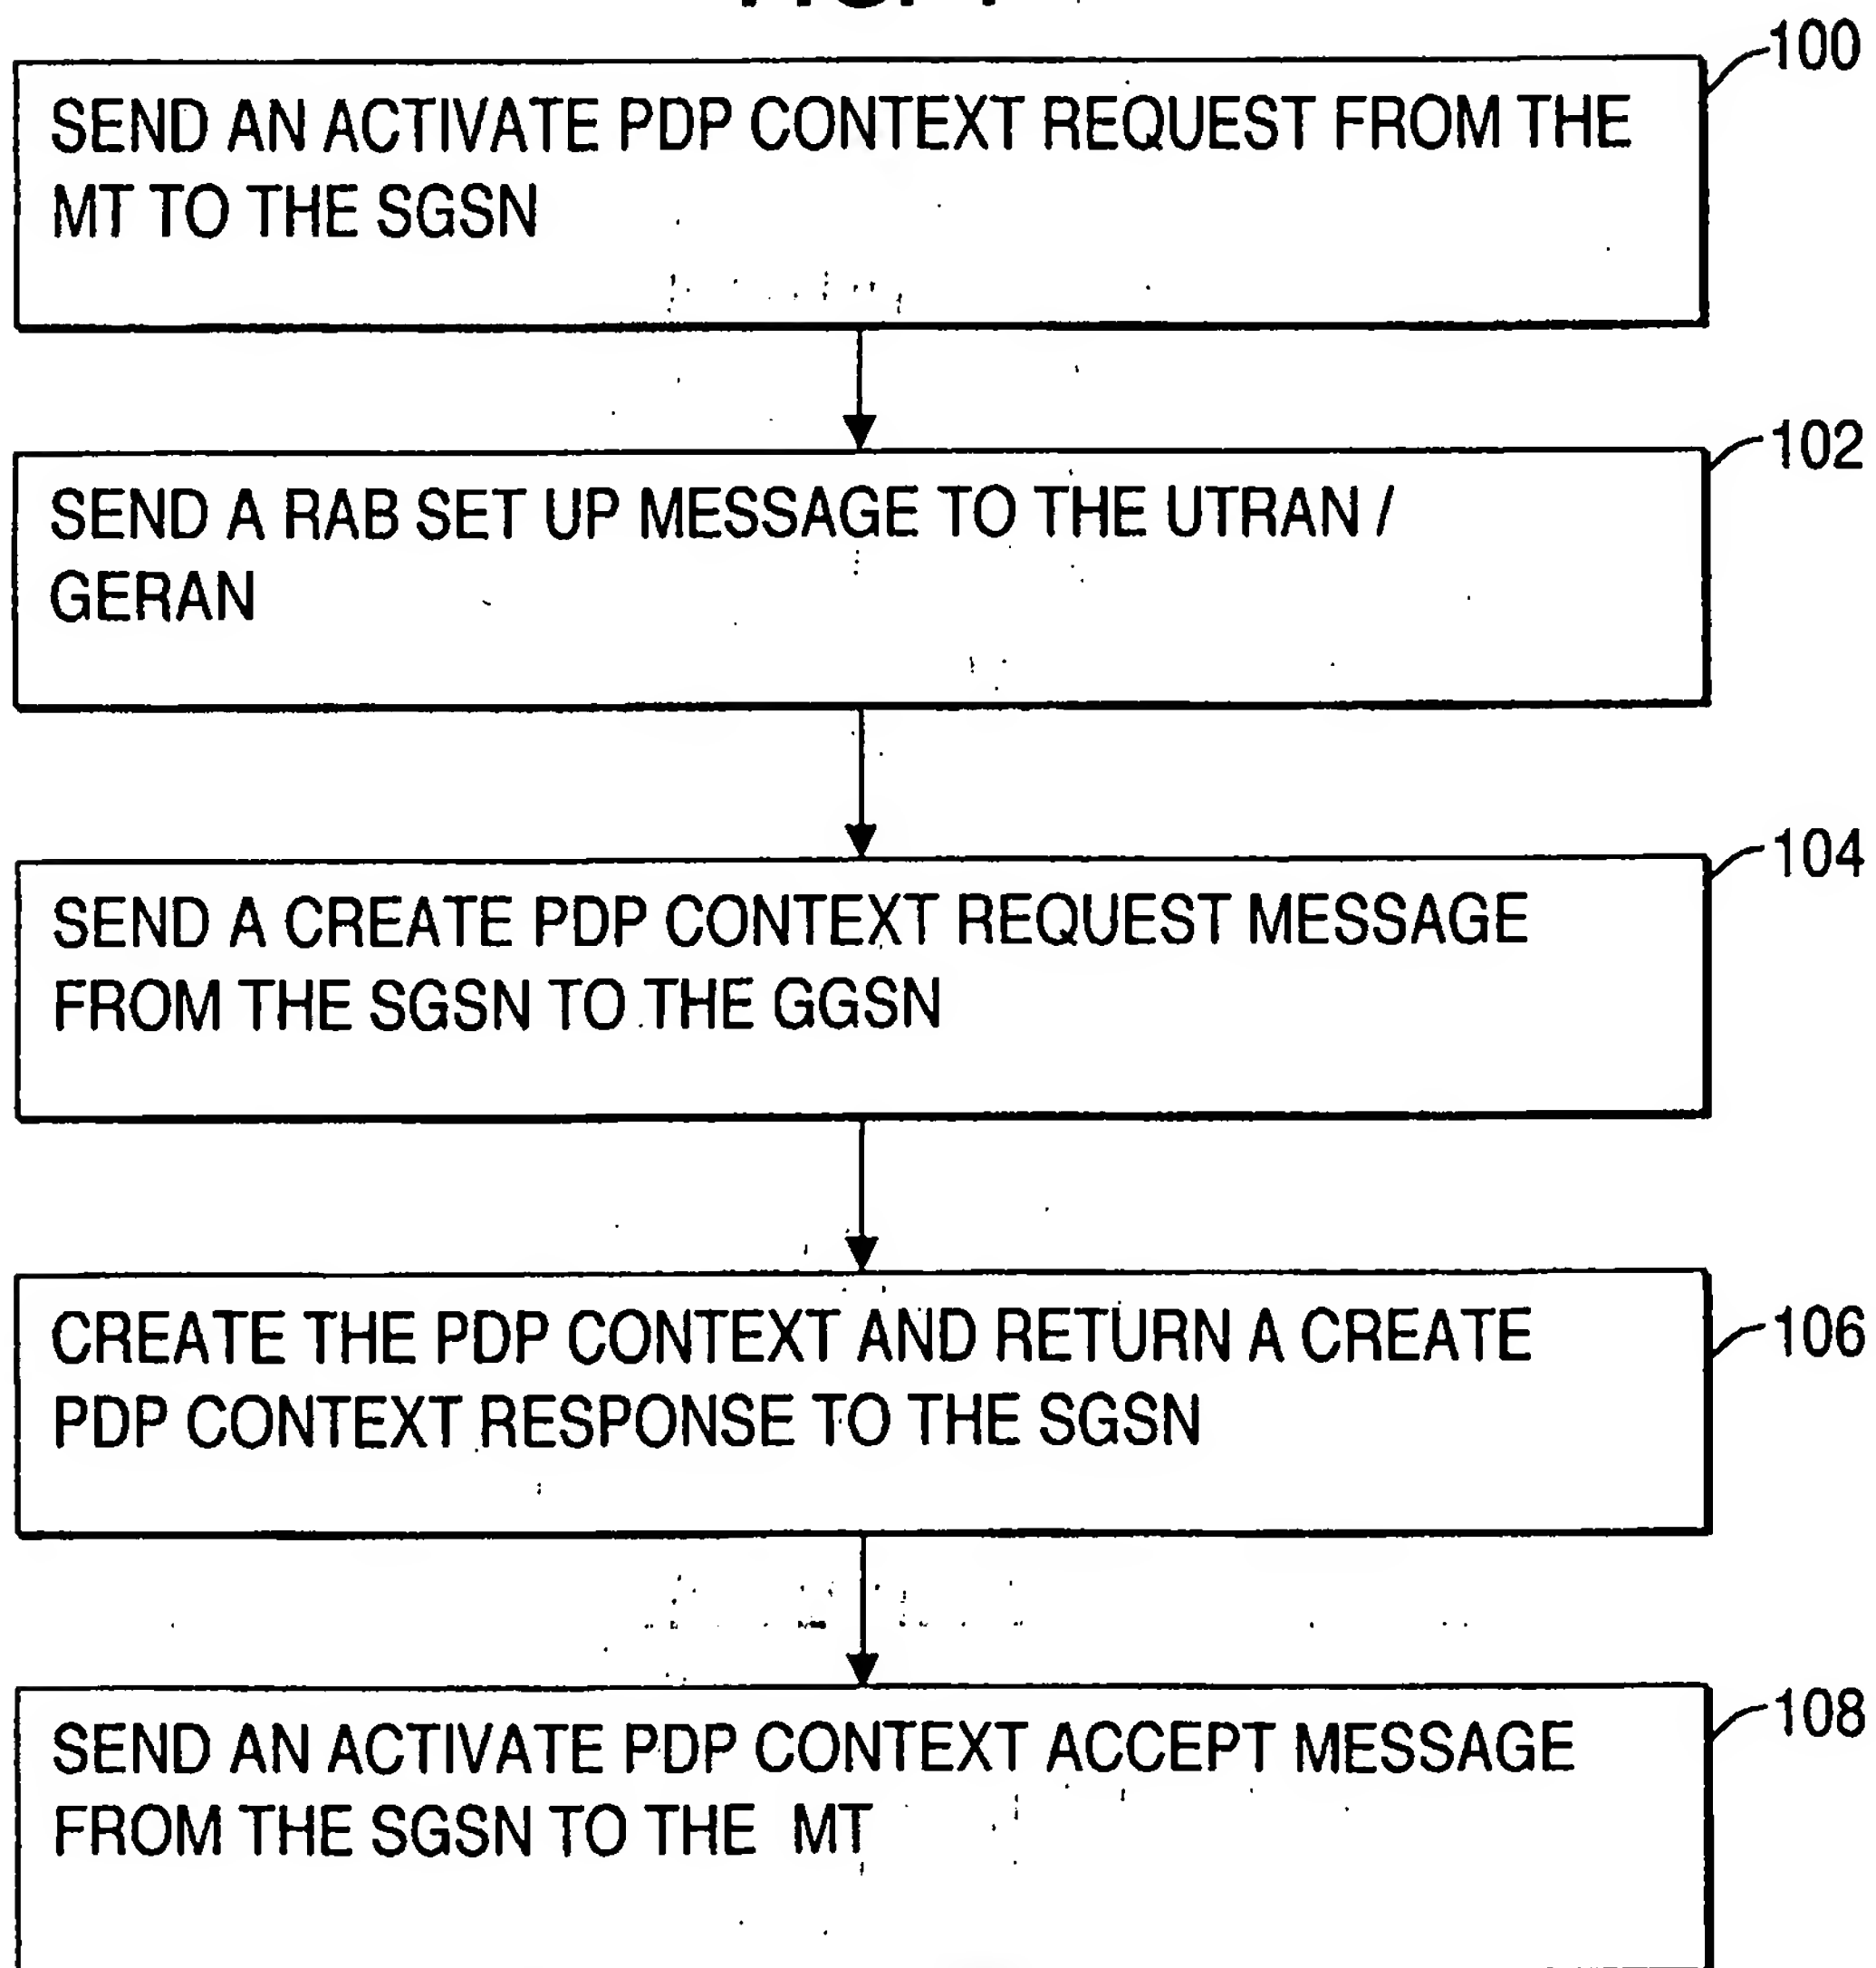 100
SEND AN ACTIVATE PDP CONTEXT REQUEST FROM THE
MT TO THE SGSN
102
SEND A RAB SET UP MESSAGE TO THE UTRAN /
GERAN
104
SEND A CREATE PDP CONTEXT REQUEST MESSAGE
FROM THE SGSN TO THE GGSN
106
CREATE THE PDP CONTEXT AND RETURN A CREATE
PDP CONTEXT RESPONSE TO THE SGSN
108
SEND AN ACTIVATE PDP CONTEXT ACCEPT MESSAGE
FROM THE SGSN TO THE MT